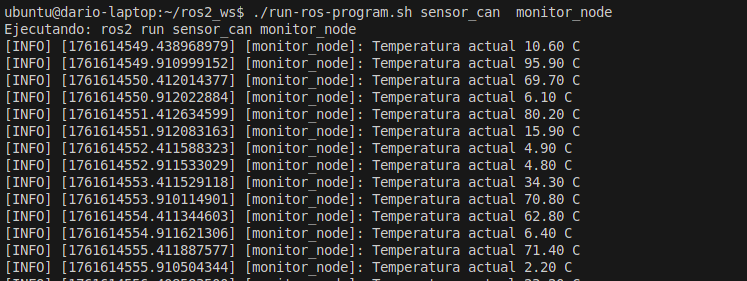 ubuntu@dario-laptop:~/ros2_ws$ ./run-ros-program.sh sensor_can  monitor_node
Ejecutando: ros2 run sensor_can monitor_node
[INFO] [1761614549.438968979] [monitor_node]: Temperatura actual 10.60 C
[INFO] [1761614549.910999152] [monitor_node]: Temperatura actual 95.90 C
[INFO] [1761614550.412014377] [monitor_node]: Temperatura actual 69.70 C
[INFO] [1761614550.912022884] [monitor_node]: Temperatura actual 6.10 C
[INFO] [1761614551.412634599] [monitor_node]: Temperatura actual 80.20 C
[INFO] [1761614551.912083163] [monitor_node]: Temperatura actual 15.90 C
[INFO] [1761614552.411588323] [monitor_node]: Temperatura actual 4.90 C
[INFO] [1761614552.911533029] [monitor_node]: Temperatura actual 4.80 C
[INFO] [1761614553.411529118] [monitor_node]: Temperatura actual 34.30 C
[INFO] [1761614553.910114901] [monitor_node]: Temperatura actual 70.80 C
[INFO] [1761614554.411344603] [monitor_node]: Temperatura actual 62.80 C
[INFO] [1761614554.911621306] [monitor_node]: Temperatura actual 6.40 C
[INFO] [1761614555.411887577] [monitor_node]: Temperatura actual 71.40 C
[INFO] [1761614555.910504344] [monitor_node]: Temperatura actual 2.20 C